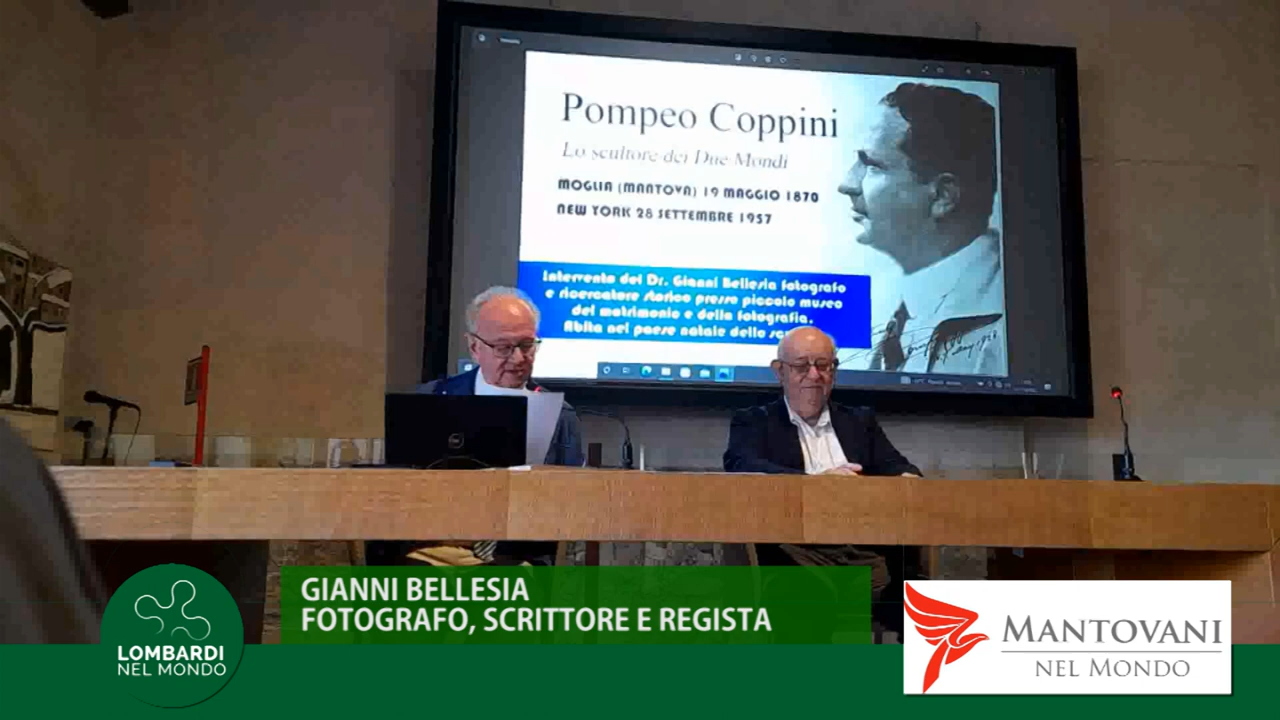 Pompeo Coppini
Lo scultore dei Due Mondi
MOGLIA (MANTOVA) 19 MAGGIO 1870
NEW YORK 28 SETTEMBRE 1957
Intervento del Dr. Gianni Bellesia fotografo
e ricercatore storico presso piccolo museo
del matrimonio e della fotografia.
Abita nel paese natale dello
GIANNI BELLESIA
FOTOGRAFO, SCRITTORE E REGISTA
LOMBARDI
NEL MONDO
MANTOVANI
NEL MONDO